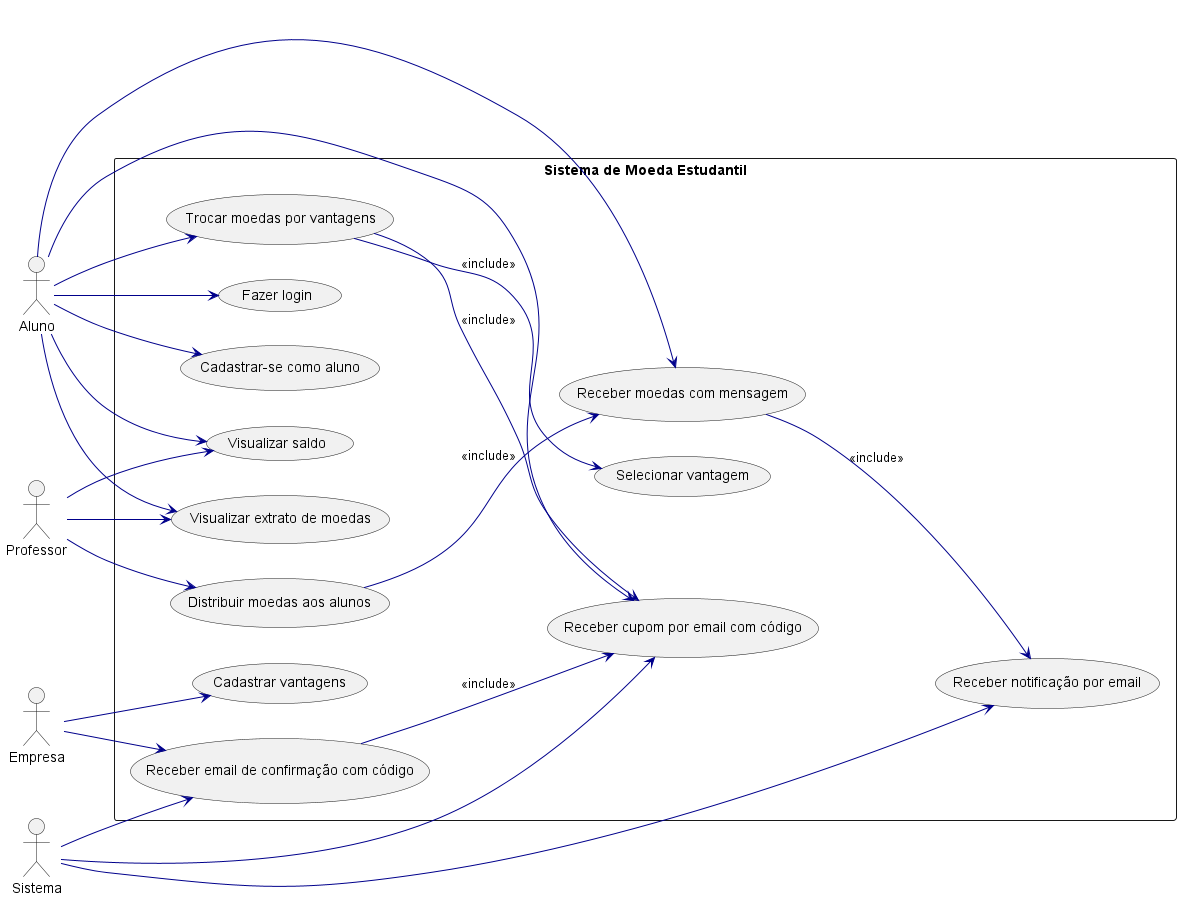 Sistema de Moeda Estudantil
Trocar moedas por vantagens
«include»
Fazer login
Aluno
«include»
Cadastrar-se como aluno
Receber moedas com mensagem
Visualizar saldo
«include»
«include»
Selecionar vantagem
Visualizar extrato de moedas
Professor
Distribuir moedas aos alunos
Receber cupom por email com código
Cadastrar vantagens
«include»
Receber notificação por email
Empresa
Receber email de confirmação com código
Sistema